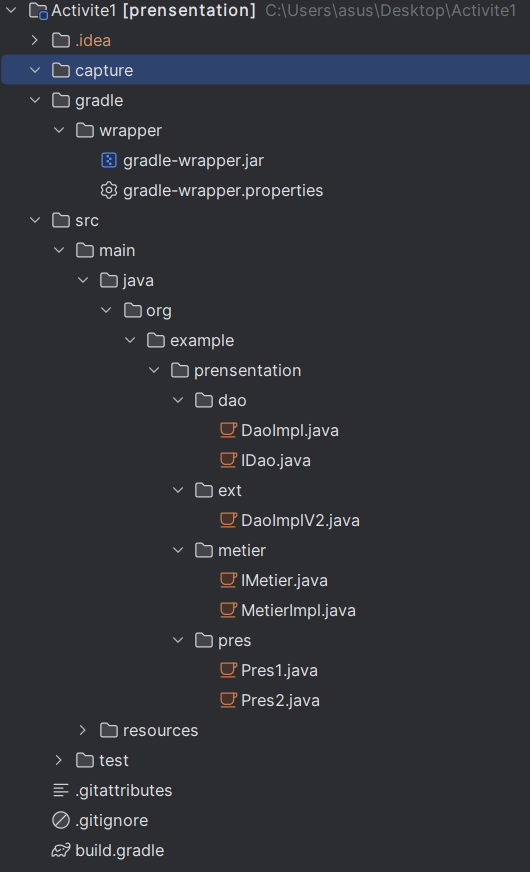 Activite1 [prensentation] C:\Users\asus\Desktop\Activite1
.idea
capture
gradle
wrapper
gradle-wrapper.jar
gradle-wrapper.properties
src
main
java
org
example
prensentation
dao
DaoImpl.java
IDao.java
ext
DaoImplV2.java
metier
IMetier.java
MetierImpl.java
pres
Pres1.java
Pres2.java
resources
test
.gitattributes
.gitignore
build.gradle